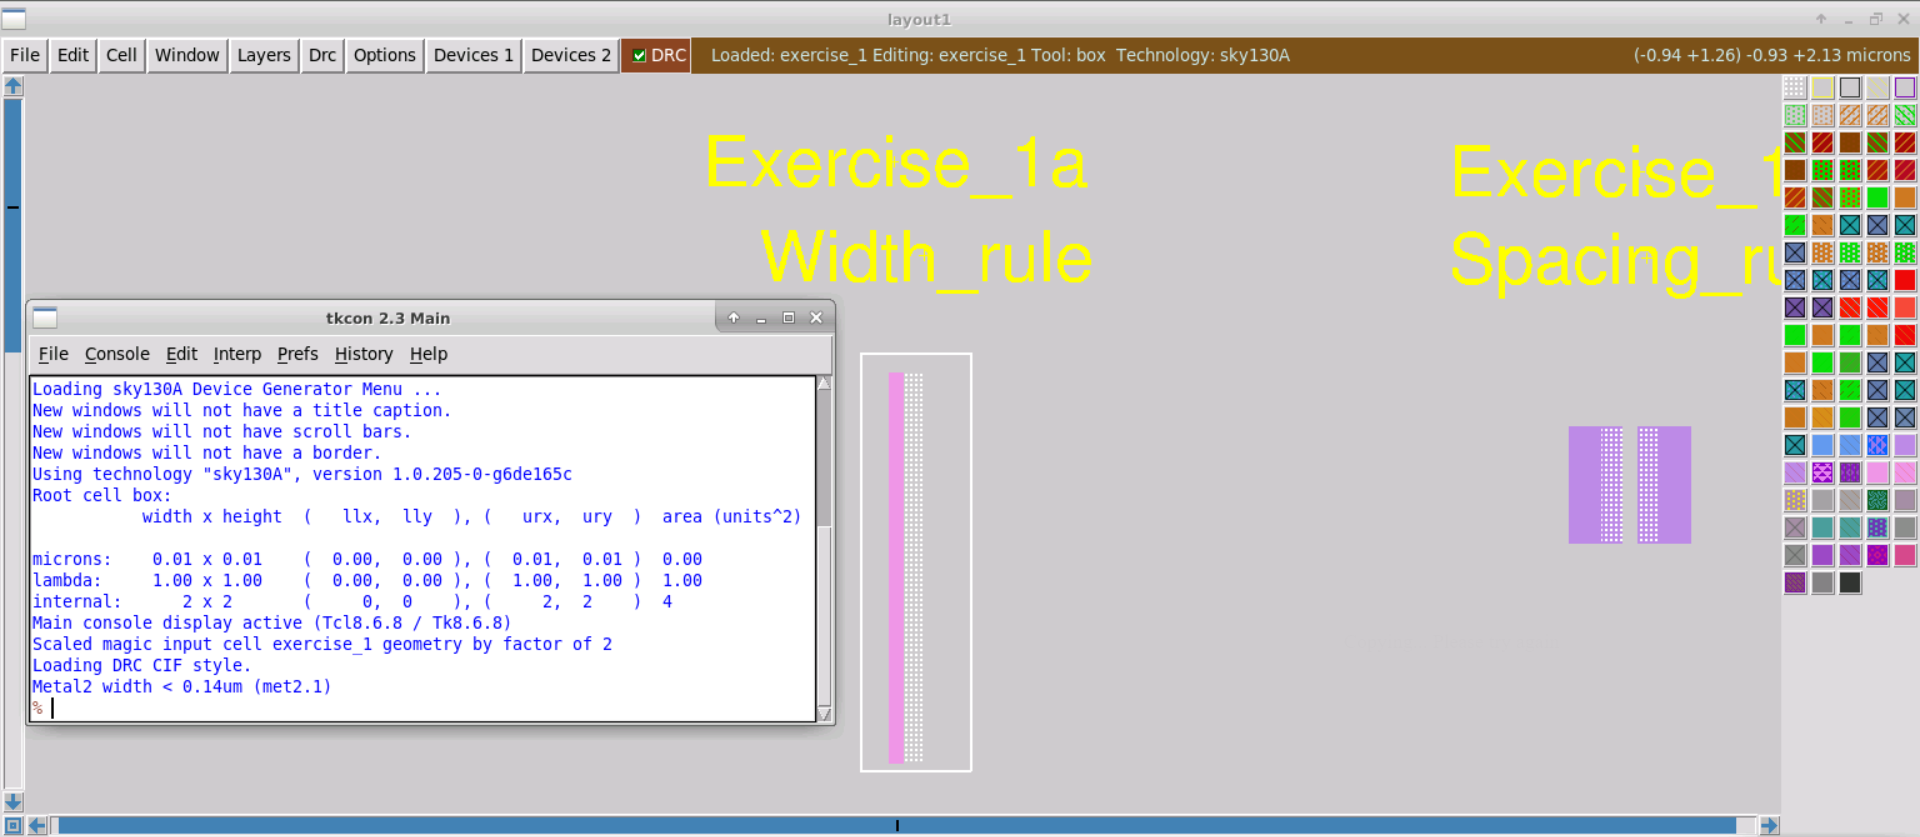 layout1
File Edit Cell Window Layers Drc Options Devices 1 Devices 2 DRC Loaded: exercise_1 Editing: exercise_1 Tool: box Technology: sky130A (-0.94 +1.26) -0.93 +2.13 microns
Exercise_1a
Width_rule
Exercise_1
Spacing_ru
tkcon 2.3 Main
File Console Edit Interp Prefs History Help
Loading sky130A Device Generator Menu ...
New windows will not have a title caption.
New windows will not have scroll bars.
New windows will not have a border.
Using technology "sky130A", version 1.0.205-0-g6de165c
Root cell box:
width x height ( llx, lly ), ( urx, ury ) area (units^2)
microns: 0.01 x 0.01 ( 0.00, 0.00 ), ( 0.01, 0.01 ) 0.00
lambda: 1.00 x 1.00 ( 0.00, 0.00 ), ( 1.00, 1.00 ) 1.00
internal: 2 x 2 ( 0, 0 ), ( 2, 2 ) 4
Main console display active (Tcl8.6.8 / Tk8.6.8)
Scaled magic input cell exercise_1 geometry by factor of 2
Loading DRC CIF style.
Metal2 width < 0.14um (met2.1)
%